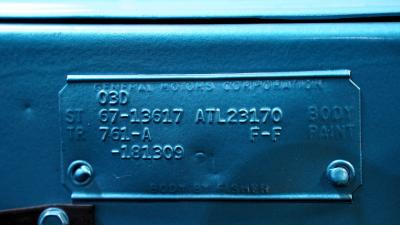 GENERAL MOTORS CORPORATION
03D
ST 67-13617 ATL23170 BODY
TR 761-A F-F PAINT
-181309
BODY BY FISHER